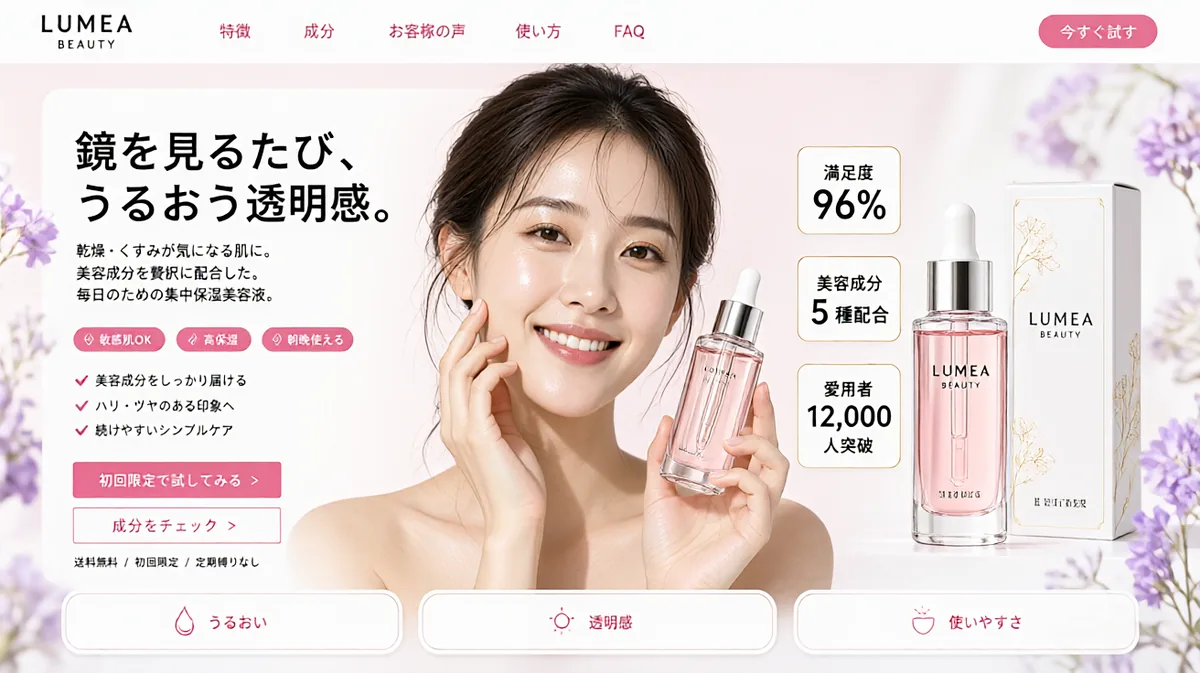 LUMEA
BEAUTY
特徴
成分
お客様の声
使い方
FAQ
今すぐ試す
鏡を見るたび、
うるおう透明感。
乾燥・くすみが気になる肌に。
美容成分を贅沢に配合した。
毎日のための集中保湿美容液。
敏感肌OK
高保湿
朝晩使える
美容成分をしっかり届ける
ハリ・ツヤのある印象へ
続けやすいシンプルケア
初回限定で試してみる >
成分をチェック >
送料無料 / 初回限定 / 定期縛りなし
満足度
96%
美容成分
5 種配合
愛用者
12,000
人突破
LUMEA
BEAUTY
LUMEA
BEAUTY
うるおい
透明感
使いやすさ